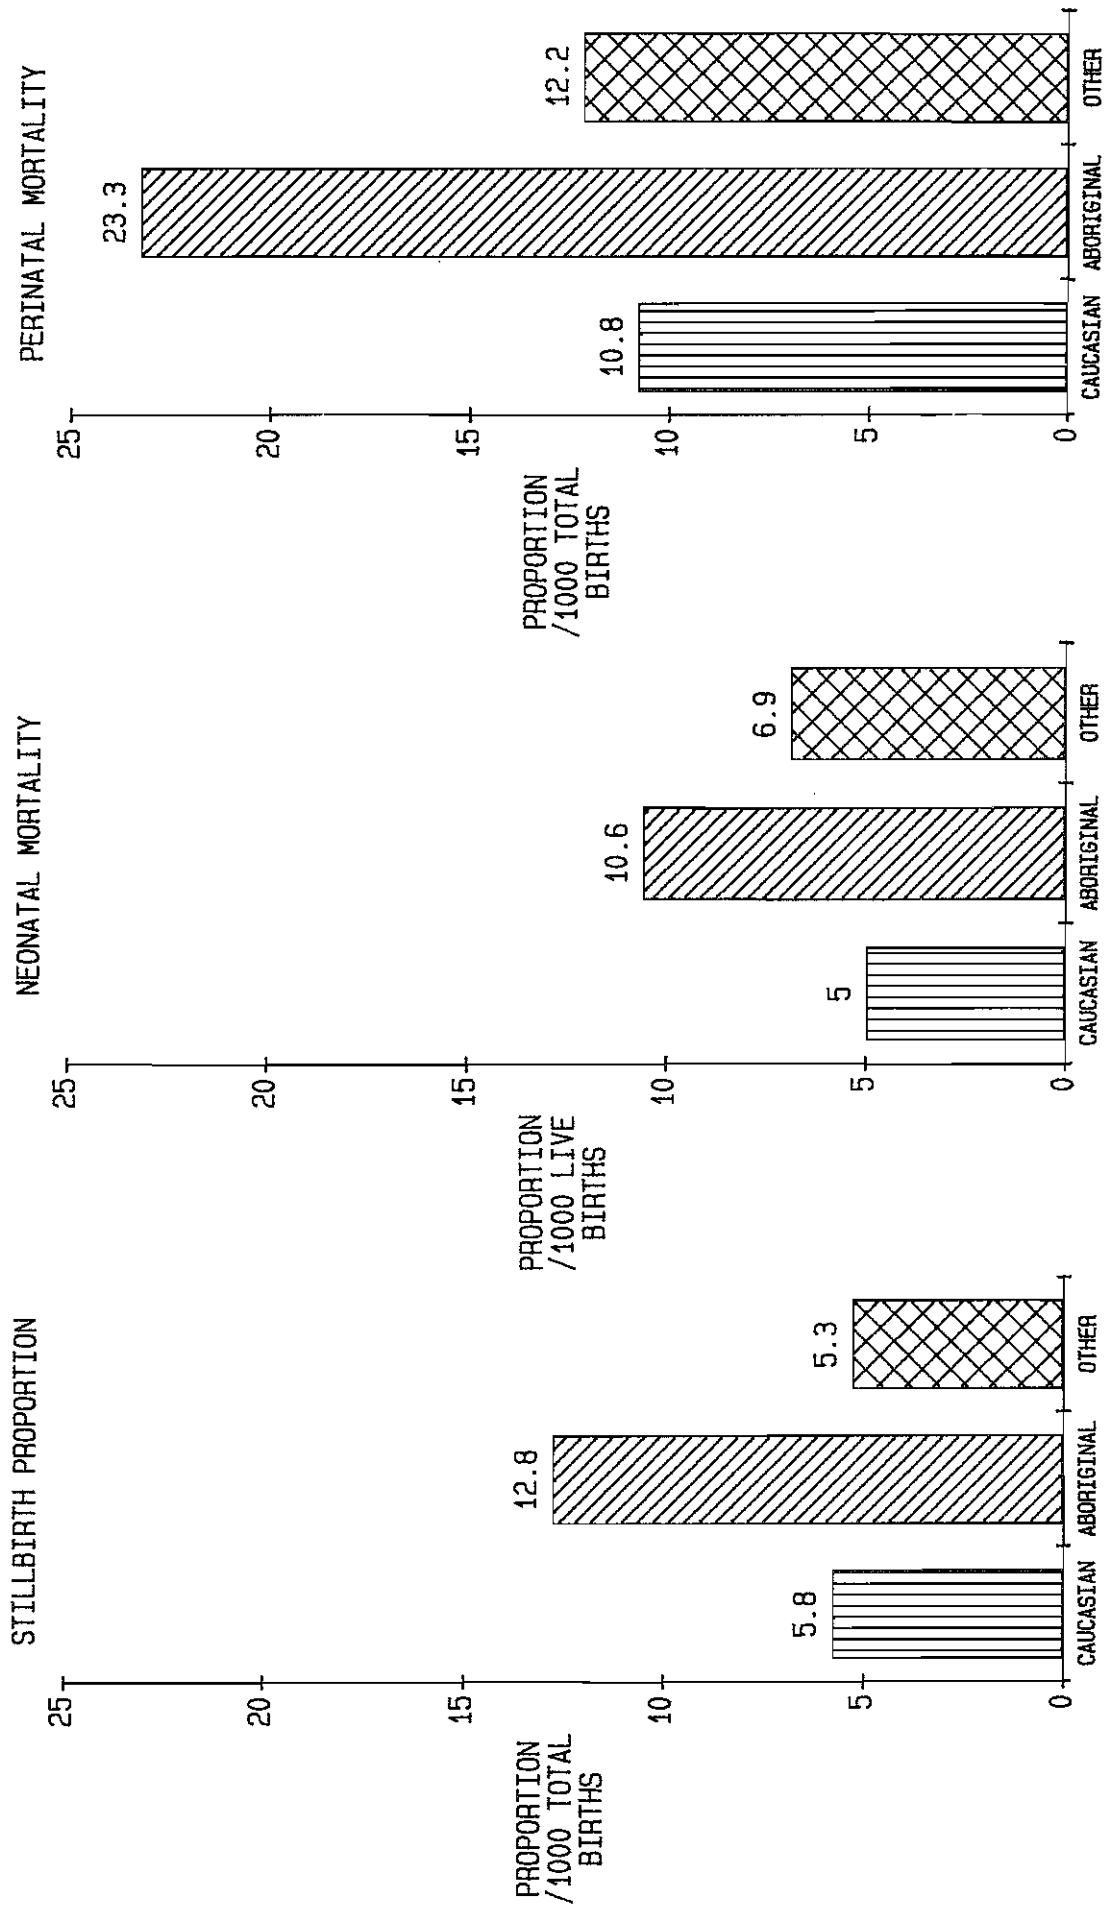 STILLBIRTH PROPORTION
PROPORTION
/1000 TOTAL
BIRTHS
25
20
15
10
5
0
5.8
12.8
5.3
CAUCASIAN ABORIGINAL OTHER
NEONATAL MORTALITY
PROPORTION
/1000 LIVE
BIRTHS
25
20
15
10
5
0
5
10.6
6.9
CAUCASIAN ABORIGINAL OTHER
PERINATAL MORTALITY
PROPORTION
/1000 TOTAL
BIRTHS
25
20
15
10
5
0
10.8
23.3
12.2
CAUCASIAN ABORIGINAL OTHER